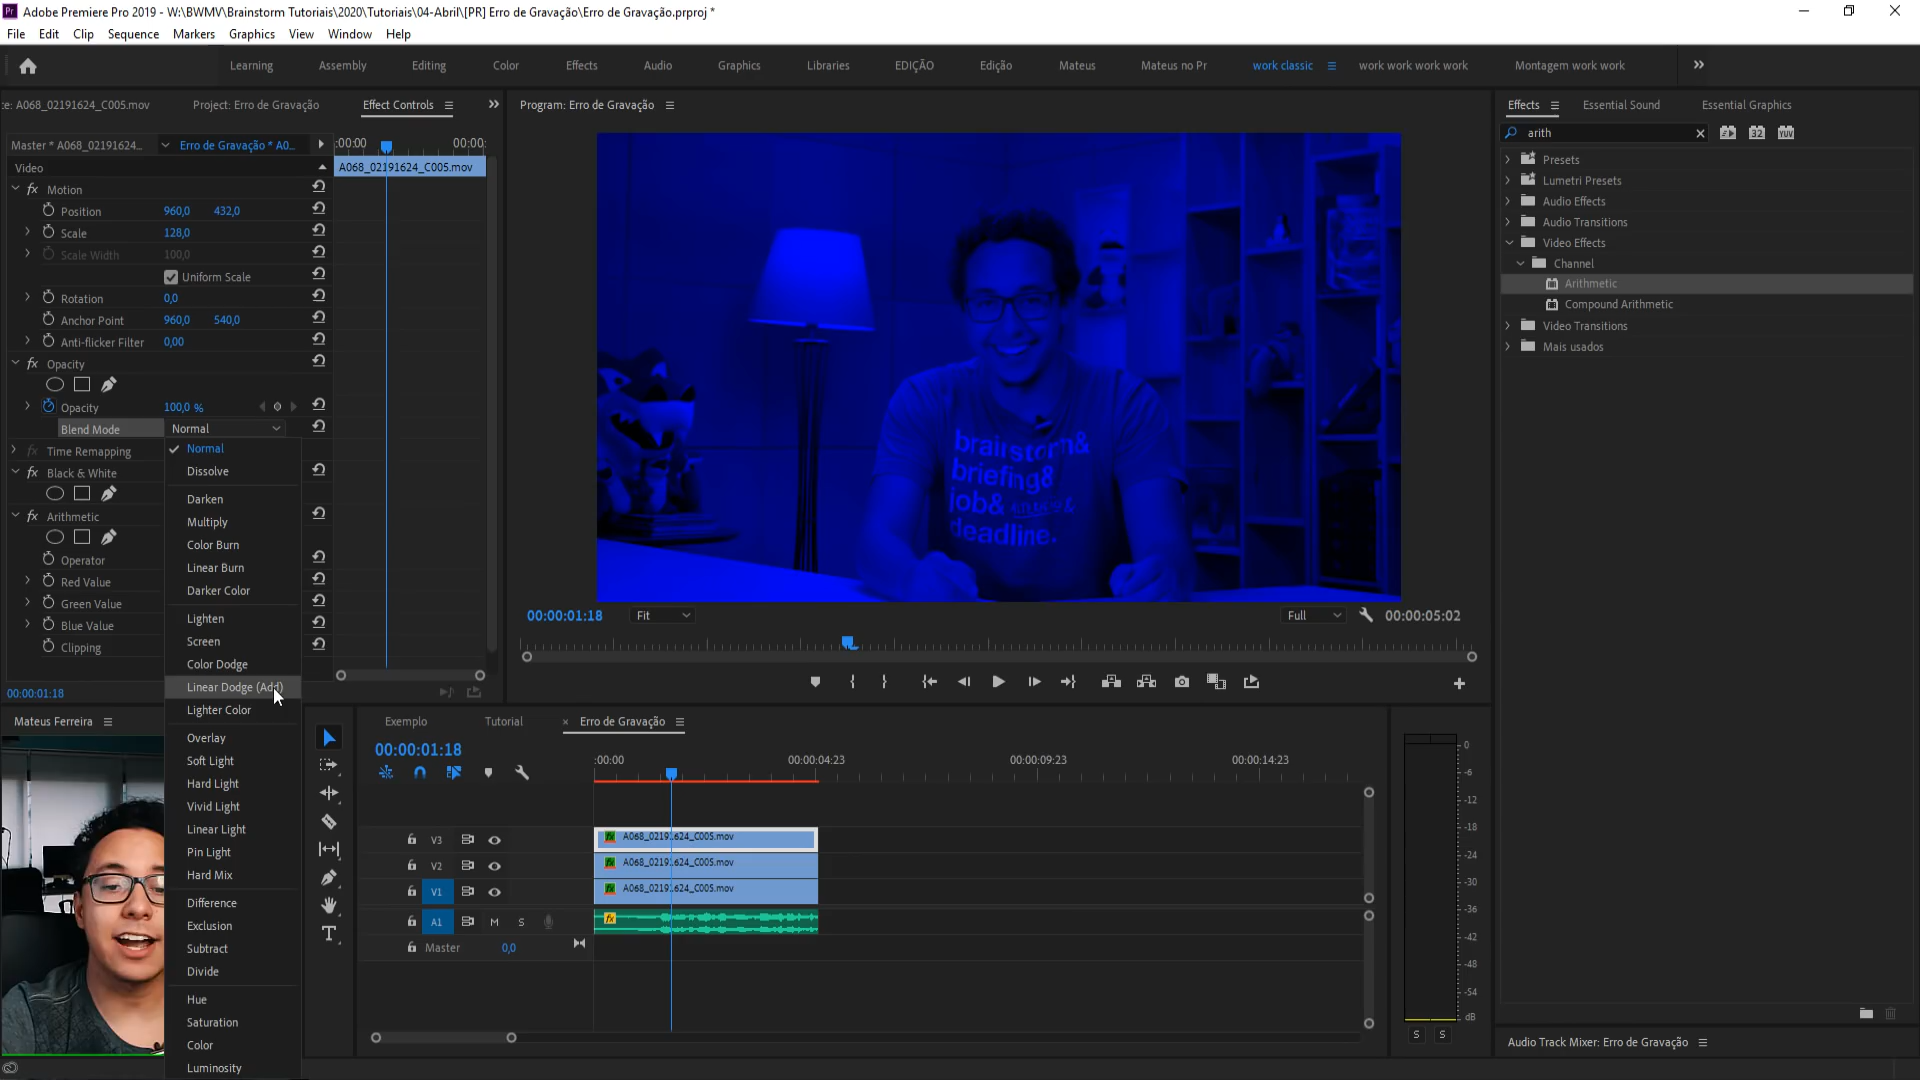 Adobe Premiere Pro 2019 - W:\BWMV\Brainstorm Tutoriais\2020\Tutoriais\04-Abril\[PR] Erro de Gravação\Erro de Gravação.prproj *
File Edit Clip Sequence Markers Graphics View Window Help
Learning Assembly Editing Color Effects Audio Graphics Libraries EDIÇÃO Edição Mateus Mateus no Pr work classic work work work work Montagem work work
ce: A068_02191624_C005.mov Project: Erro de Gravação Effect Controls
Master * A068_02191624... Erro de Gravação * A0...
:00:00 00:00:
Video
A068_02191624_C005.mov
Motion
Position 960,0 432,0
Scale 128,0
Scale Width 100,0
Uniform Scale
Rotation 0,0
Anchor Point 960,0 540,0
Anti-flicker Filter 0,00
Opacity
Opacity 100,0 %
Blend Mode Normal
Time Remapping
Black & White
Arithmetic
Operator
Red Value
Green Value
Blue Value
Clipping
00:00:01:18
Normal
Dissolve
Darken
Multiply
Color Burn
Linear Burn
Darker Color
Lighten
Screen
Color Dodge
Linear Dodge (Add)
Lighter Color
Overlay
Soft Light
Hard Light
Vivid Light
Linear Light
Pin Light
Hard Mix
Difference
Exclusion
Subtract
Divide
Hue
Saturation
Color
Luminosity
Program: Erro de Gravação
brainstorm&
briefing&
job&
deadline.
00:00:01:18 Fit Full 00:00:05:02
Effects Essential Sound Essential Graphics
arith
Presets
Lumetri Presets
Audio Effects
Audio Transitions
Video Effects
Channel
Arithmetic
Compound Arithmetic
Video Transitions
Mais usados
Mateus Ferreira
Exemplo Tutorial × Erro de Gravação
00:00:01:18
:00:00 00:00:04:23 00:00:09:23 00:00:14:23
V3 A068_02191624_C005.mov
V2 A068_02191624_C005.mov
V1 A068_02191624_C005.mov
A1 M S
Master 0,0
0
-6
-12
-18
-24
-30
-36
-42
-48
-54
dB
S S
Audio Track Mixer: Erro de Gravação